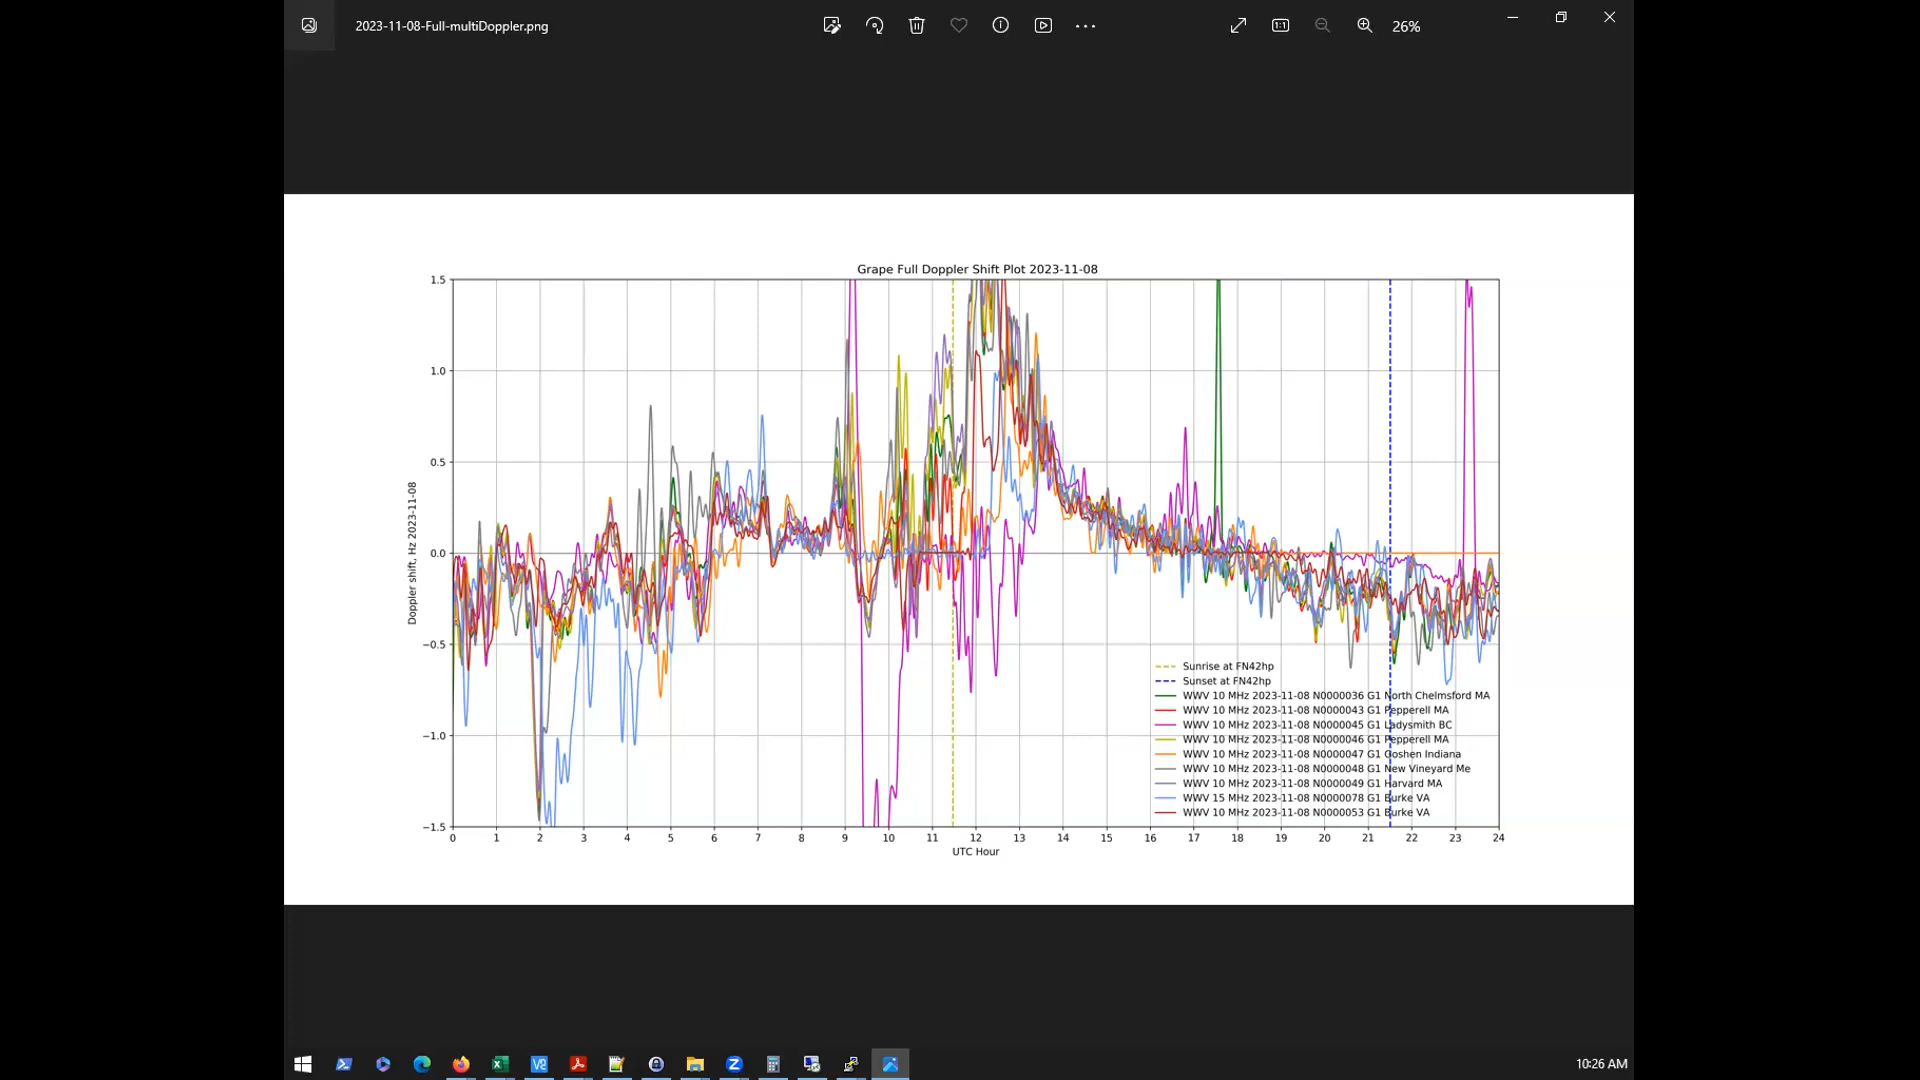 2023-11-08-Full-multiDoppler.png
26%
Grape Full Doppler Shift Plot 2023-11-08
1.5
1.0
0.5
0.0
−0.5
−1.0
−1.5
Doppler shift, Hz 2023-11-08
Sunrise at FN42hp
Sunset at FN42hp
WWV 10 MHz 2023-11-08 N0000036 G1 North Chelmsford MA
WWV 10 MHz 2023-11-08 N0000043 G1 Pepperell MA
WWV 10 MHz 2023-11-08 N0000045 G1 Ladysmith BC
WWV 10 MHz 2023-11-08 N0000046 G1 Pepperell MA
WWV 10 MHz 2023-11-08 N0000047 G1 Goshen Indiana
WWV 10 MHz 2023-11-08 N0000048 G1 New Vineyard Me
WWV 10 MHz 2023-11-08 N0000049 G1 Harvard MA
WWV 15 MHz 2023-11-08 N0000078 G1 Burke VA
WWV 10 MHz 2023-11-08 N0000053 G1 Burke VA
0 1 2 3 4 5 6 7 8 9 10 11 12 13 14 15 16 17 18 19 20 21 22 23 24
UTC Hour
10:26 AM